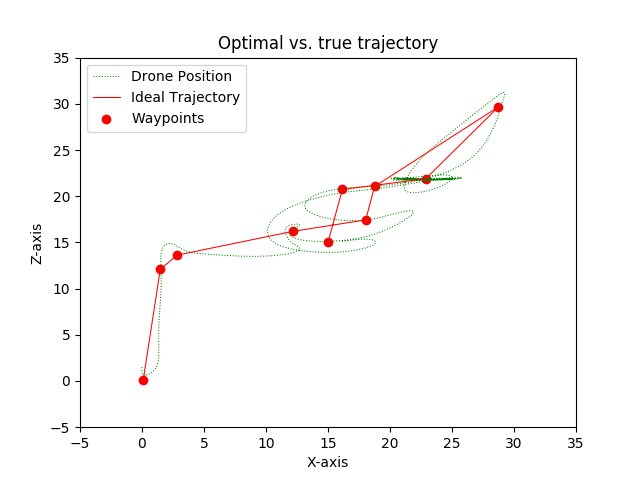 Optimal vs. true trajectory
Drone Position
Ideal Trajectory
Waypoints
35
30
25
20
15
10
5
0
−5
Z-axis
−5 0 5 10 15 20 25 30 35
X-axis